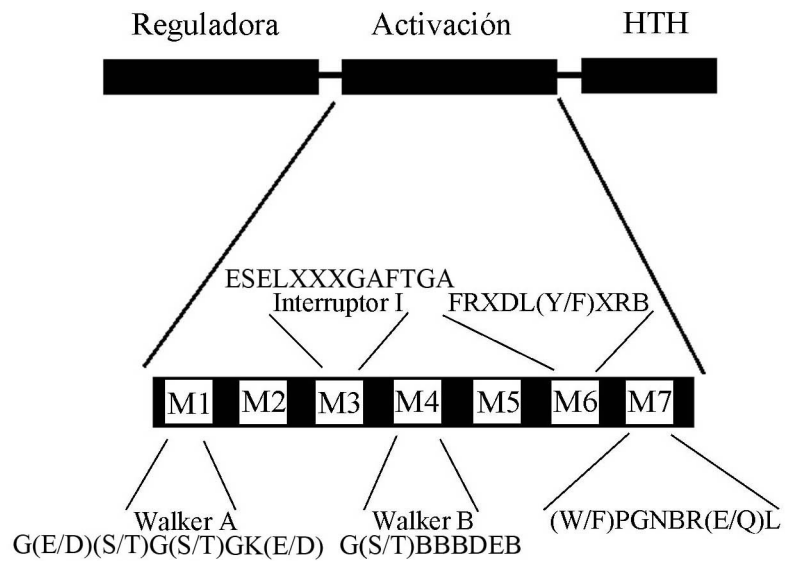 Reguladora Activación HTH
ESELXXXGAFTGA
Interruptor I FRXDL(Y/F)XRB
M1 M2 M3 M4 M5 M6 M7
Walker A Walker B (W/F)PGNBR(E/Q)L
G(E/D)(S/T)G(S/T)GK(E/D) G(S/T)BBBDEB